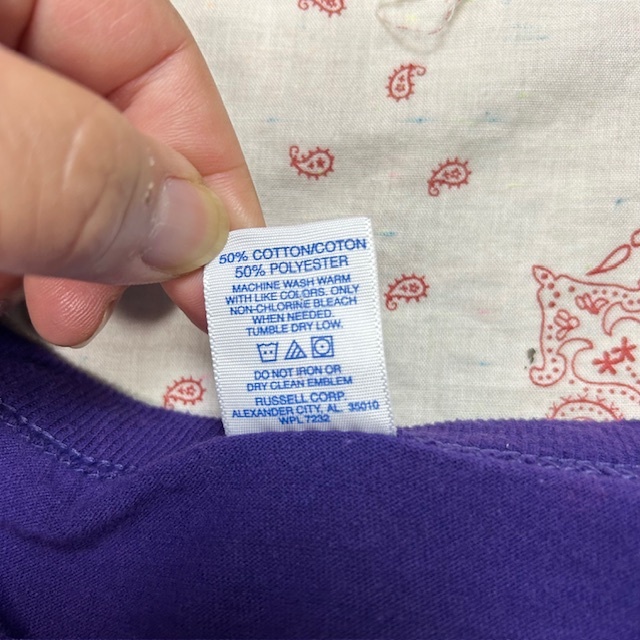 50% COTTON/COTON
50% POLYESTER
MACHINE WASH WARM
WITH LIKE COLORS. ONLY
NON-CHLORINE BLEACH
WHEN NEEDED.
TUMBLE DRY LOW.
DO NOT IRON OR
DRY CLEAN EMBLEM
RUSSELL CORP.
ALEXANDER CITY, AL 35010
WPL 7232